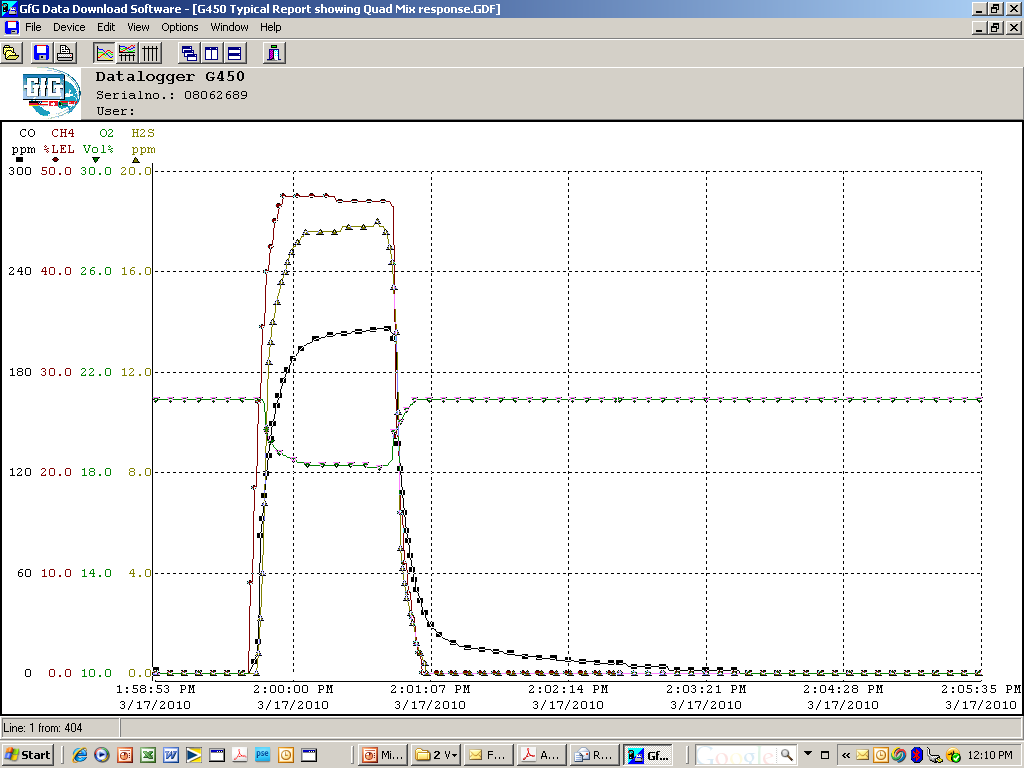 GfG Data Download Software - [G450 Typical Report showing Quad Mix response.GDF]
File Device Edit View Options Window Help
GfG
Datalogger G450
Serialno.: 08062689
User:
CO CH4 O2 H2S
ppm %LEL Vol% ppm
300 50.0 30.0 20.0
240 40.0 26.0 16.0
180 30.0 22.0 12.0
120 20.0 18.0 8.0
60 10.0 14.0 4.0
0 0.0 10.0 0.0
1:58:53 PM 2:00:00 PM 2:01:07 PM 2:02:14 PM 2:03:21 PM 2:04:28 PM 2:05:35 PM
3/17/2010 3/17/2010 3/17/2010 3/17/2010 3/17/2010 3/17/2010 3/17/2010
Line: 1 from: 404
Start pse Mi... 2 V F... A... R... Gf... Google « 12:10 PM